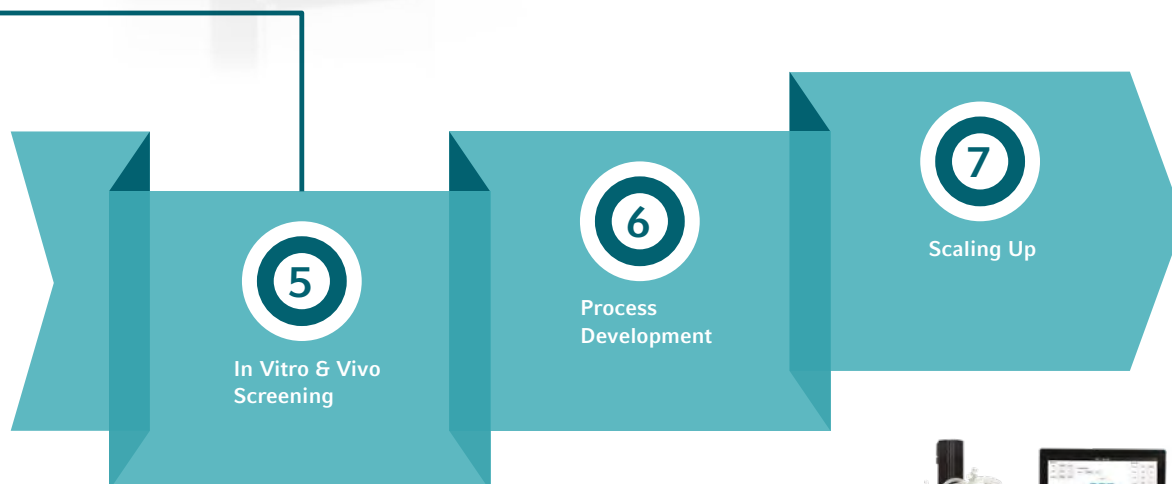 5
In Vitro & Vivo
Screening
6
Process
Development
7
Scaling Up